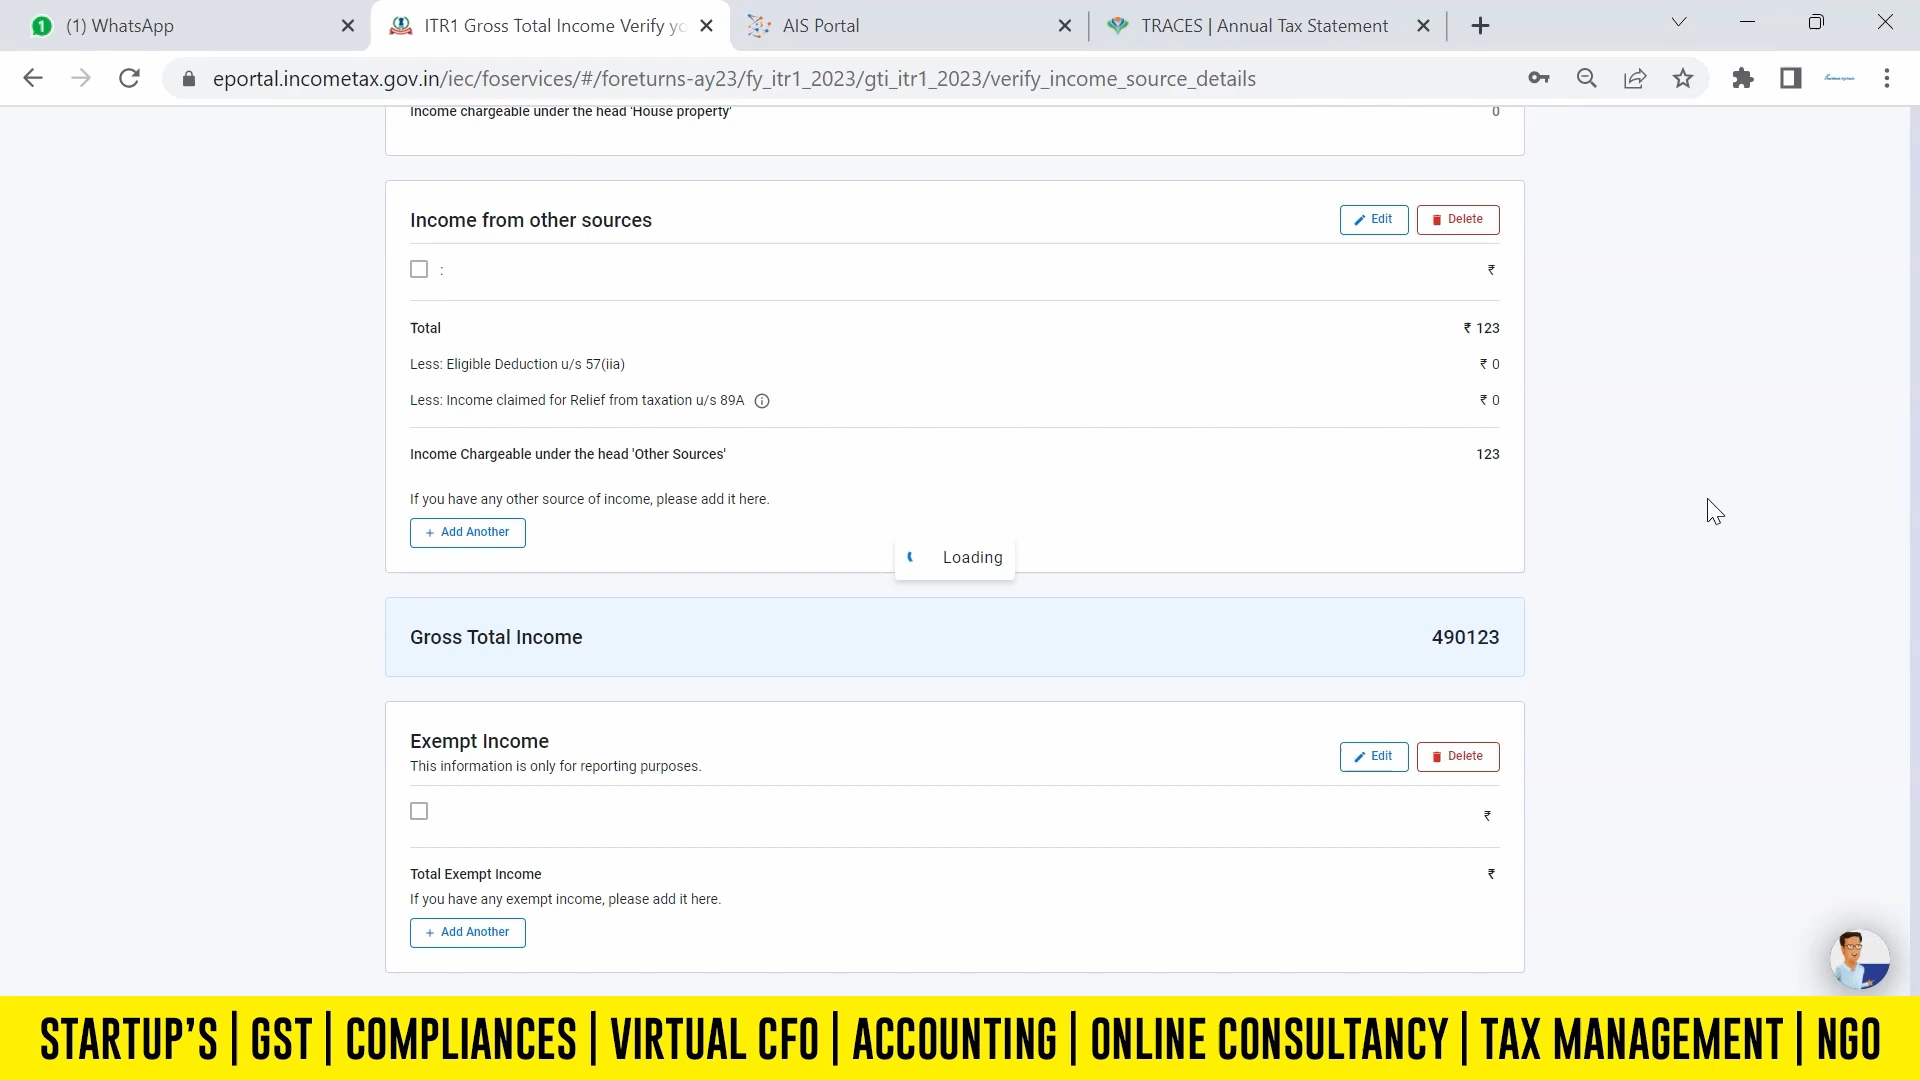 1 (1) WhatsApp
ITR1 Gross Total Income Verify yo
AIS Portal
TRACES | Annual Tax Statement
eportal.incometax.gov.in/iec/foservices/#/foreturns-ay23/fy_itr1_2023/gti_itr1_2023/verify_income_source_details
Income chargeable under the head 'House property' 0
Income from other sources
Edit
Delete
: ₹
Total ₹ 123
Less: Eligible Deduction u/s 57(iia) ₹ 0
Less: Income claimed for Relief from taxation u/s 89A ₹ 0
Income Chargeable under the head 'Other Sources' 123
If you have any other source of income, please add it here.
+ Add Another
Loading
Gross Total Income 490123
Exempt Income
This information is only for reporting purposes.
Edit
Delete
₹
Total Exempt Income ₹
If you have any exempt income, please add it here.
+ Add Another
STARTUP'S | GST | COMPLIANCES | VIRTUAL CFO | ACCOUNTING | ONLINE CONSULTANCY | TAX MANAGEMENT | NGO